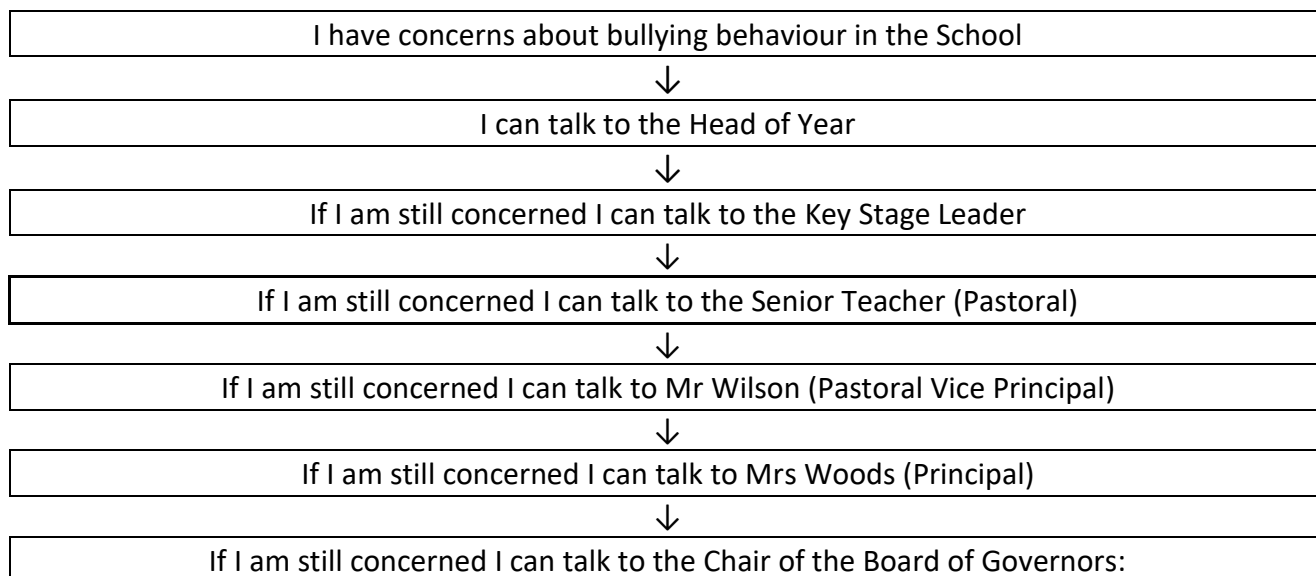 I have concerns about bullying behaviour in the School
I can talk to the Head of Year
If I am still concerned I can talk to the Key Stage Leader
If I am still concerned I can talk to the Senior Teacher (Pastoral)
If I am still concerned I can talk to Mr Wilson (Pastoral Vice Principal)
If I am still concerned I can talk to Mrs Woods (Principal)
If I am still concerned I can talk to the Chair of the Board of Governors: